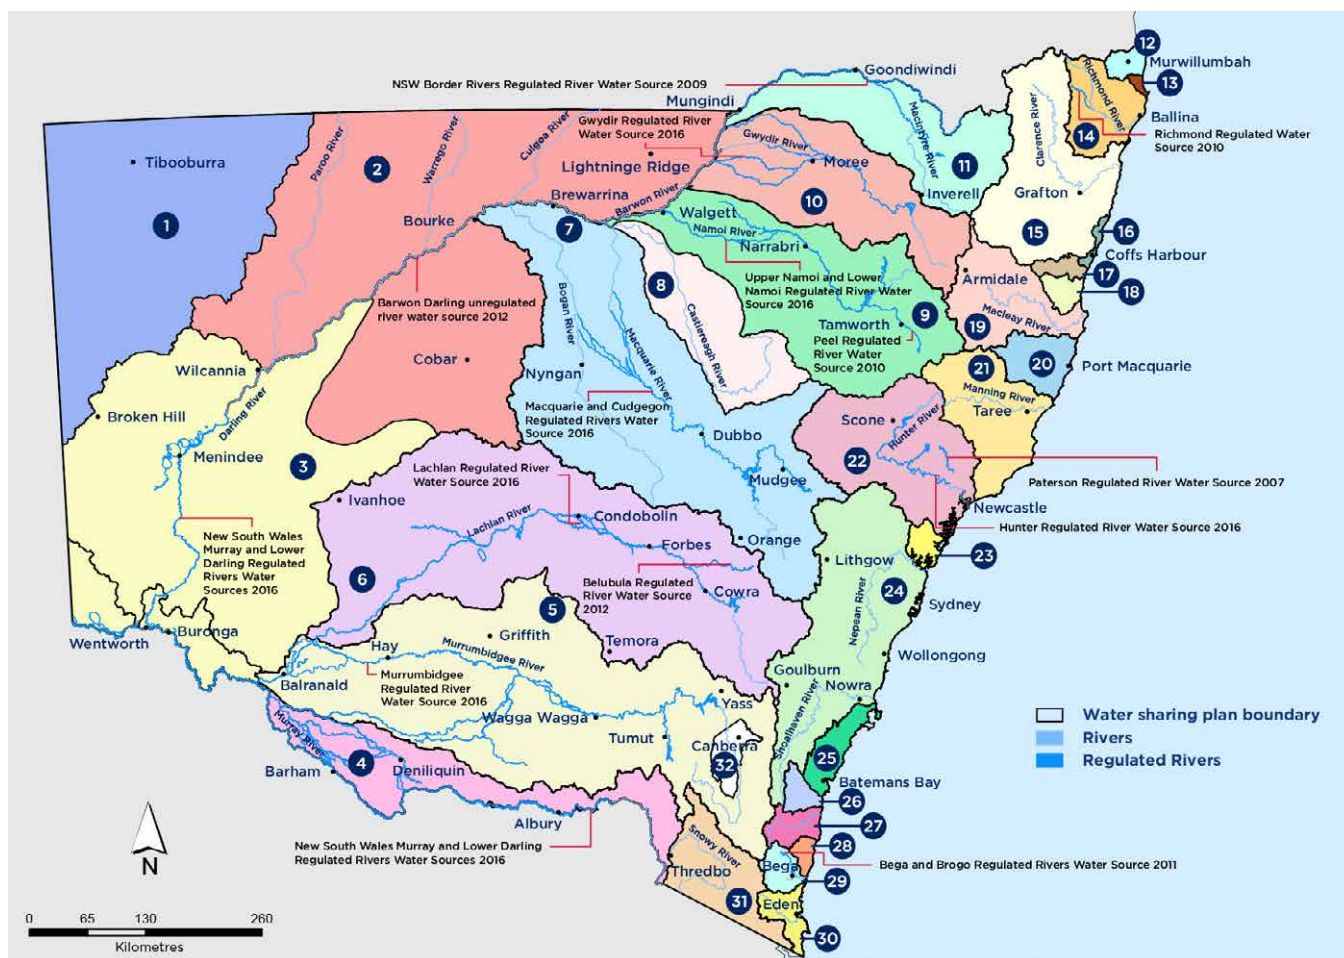 12
Murwillumbah
13
Goondiwindi
NSW Border Rivers Regulated River Water Source 2009
Mungindi
Richmond River
Ballina
14
Richmond Regulated Water
Source 2010
Gwydir Regulated River
Water Source 2016
Gwydir River
Macintyre River
Clarence River
Culgoa River
Warrego River
Paroo River
Tibooburra
2
Lightninge Ridge
Moree
11
Inverell
Grafton
1
Brewarrina
Barwon River
10
Bourke
7
Walgett
Namoi River
Narrabri
15
16
Coffs Harbour
17
18
Armidale
8
Upper Namoi and Lower
Namoi Regulated River Water
Source 2016
Barwon Darling unregulated
river water source 2012
Bogan River
Macquarie River
Castlereagh River
9
Tamworth
Peel Regulated
River Water
Source 2010
Macleay River
19
Cobar
Nyngan
20
Port Macquarie
21
Manning River
Taree
Wilcannia
Broken Hill
Darling River
Menindee
3
Macquarie and Cudgegon
Regulated Rivers Water
Source 2016
Dubbo
Scone
Hunter River
22
Mudgee
Paterson Regulated River Water Source 2007
Newcastle
Hunter Regulated River Water Source 2016
Lachlan Regulated River
Water Source 2016
Ivanhoe
Lachlan River
Condobolin
Forbes
Orange
Lithgow
23
New South Wales
Murray and Lower
Darling Regulated
Rivers Water
Sources 2016
6
Belubula Regulated
River Water Source
2012
Cowra
24
Nepean River
Sydney
5
Griffith
Temora
Wentworth
Buronga
Hay
Murrumbidgee River
Wollongong
Balranald
Murrumbidgee
Regulated River
Water Source 2016
Goulburn
Nowra
Shoalhaven River
Yass
Wagga Wagga
Tumut
Canberra
32
25
Murray River
4
Barham
Deniliquin
Batemans Bay
26
Water sharing plan boundary
Rivers
Regulated Rivers
Albury
27
New South Wales Murray and Lower Darling
Regulated Rivers Water Sources 2016
Snowy River
Thredbo
28
Bega
Bega and Brogo Regulated Rivers Water Source 2011
29
31
Eden
30
N
0 65 130 260
Kilometres